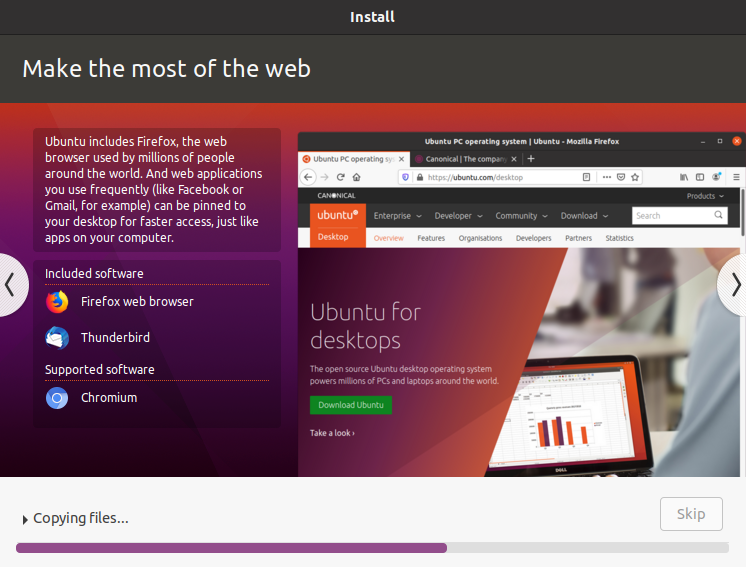 Install
Make the most of the web
Ubuntu includes Firefox, the web
browser used by millions of people
around the world. And web applications
you use frequently (like Facebook or
Gmail, for example) can be pinned to
your desktop for faster access, just like
apps on your computer.
Included software
Firefox web browser
Thunderbird
Supported software
Chromium
Ubuntu PC operating system | Ubuntu - Mozilla Firefox
Ubuntu PC operating sys
Canonical | The company
https://ubuntu.com/desktop
CANONICAL
Products
ubuntu
Enterprise
Developer
Community
Download
Search
Desktop
Overview
Features
Organisations
Developers
Partners
Statistics
Ubuntu for
desktops
The open source Ubuntu desktop operating system
powers millions of PCs and laptops around the world.
Download Ubuntu
Take a look ›
DELL
Copying files...
Skip